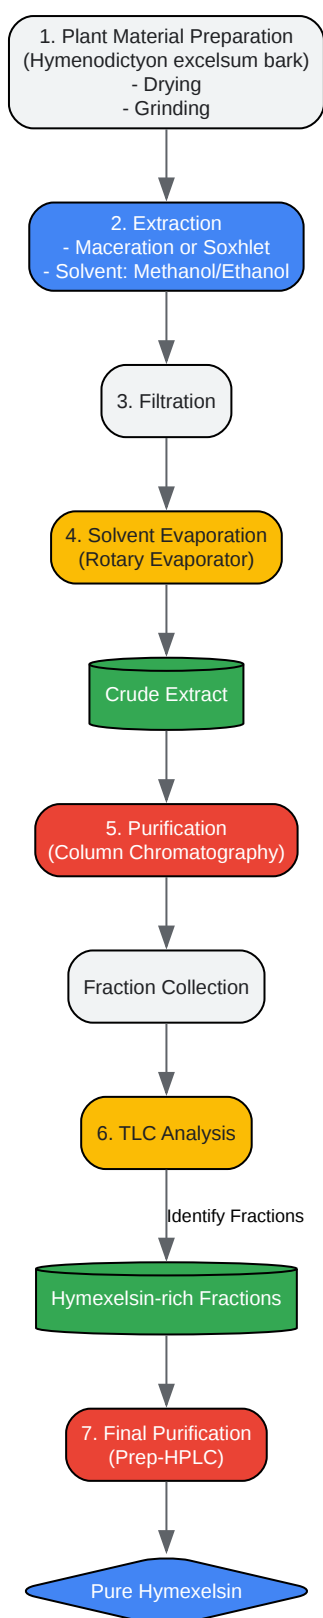 1. Plant Material Preparation
(Hymenodictyon excelsum bark)
- Drying
- Grinding
2. Extraction
- Maceration or Soxhlet
- Solvent: Methanol/Ethanol
3. Filtration
4. Solvent Evaporation
(Rotary Evaporator)
Crude Extract
5. Purification
(Column Chromatography)
Fraction Collection
6. TLC Analysis
Identify Fractions
Hymexelsin-rich Fractions
7. Final Purification
(Prep-HPLC)
Pure Hymexelsin